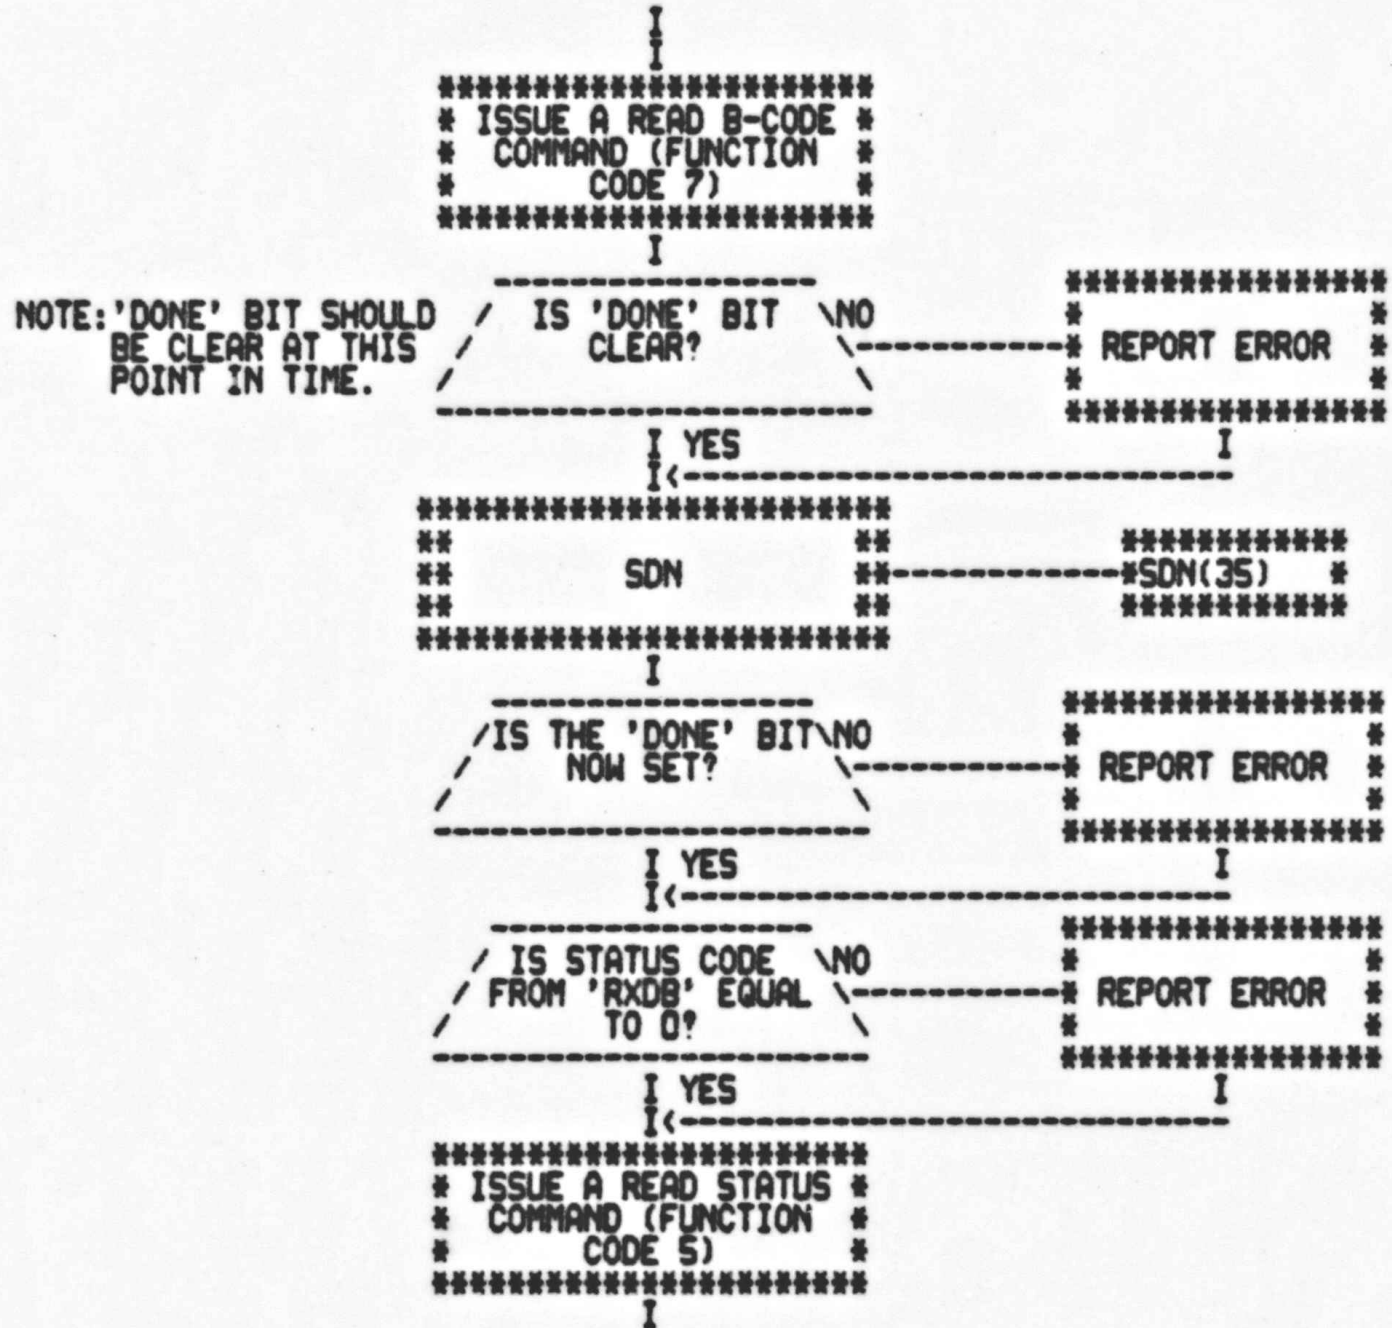 ISSUE A READ B-CODE
COMMAND (FUNCTION
CODE 7)
NOTE:'DONE' BIT SHOULD
BE CLEAR AT THIS
POINT IN TIME.
IS 'DONE' BIT
CLEAR?
NO
REPORT ERROR
YES
SDN
SDN(35)
IS THE 'DONE' BIT
NOW SET?
NO
REPORT ERROR
YES
IS STATUS CODE
FROM 'RXDB' EQUAL
TO 0?
NO
REPORT ERROR
YES
ISSUE A READ STATUS
COMMAND (FUNCTION
CODE 5)